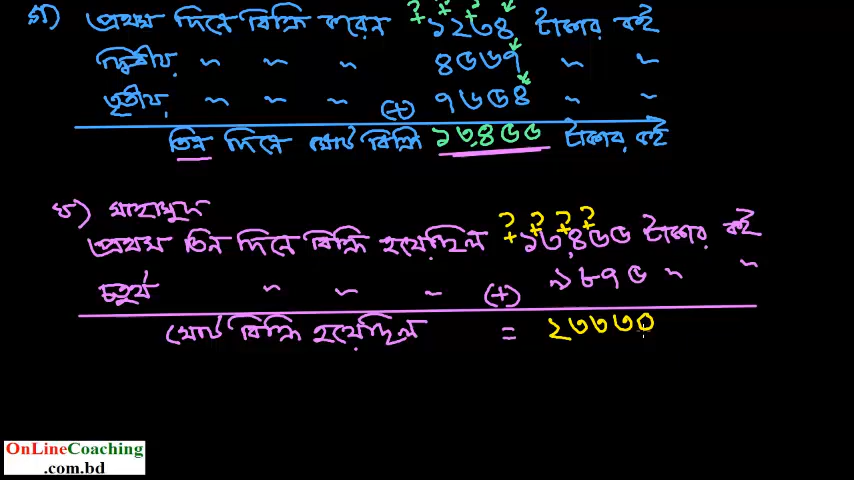 গ) প্রথম দিনে বিক্রি করেন ১২৩৪ টাকার বই
দ্বিতীয় " " " ৪৫৬৭ " "
তৃতীয় " " " (+) ৭৬৫৪ " "
তিন দিনে মোট বিক্রি ১৩,৪৫৫ টাকার বই
ঘ) মাহামুদ
প্রথম তিন দিনে বিক্রি হয়েছিল ১৩,৪৫৫ টাকার বই
চতুর্থ " " " (+) ৯৮৭৫ " "
মোট বিক্রি হয়েছিল = ২৩৩৩০
OnLineCoaching
.com.bd